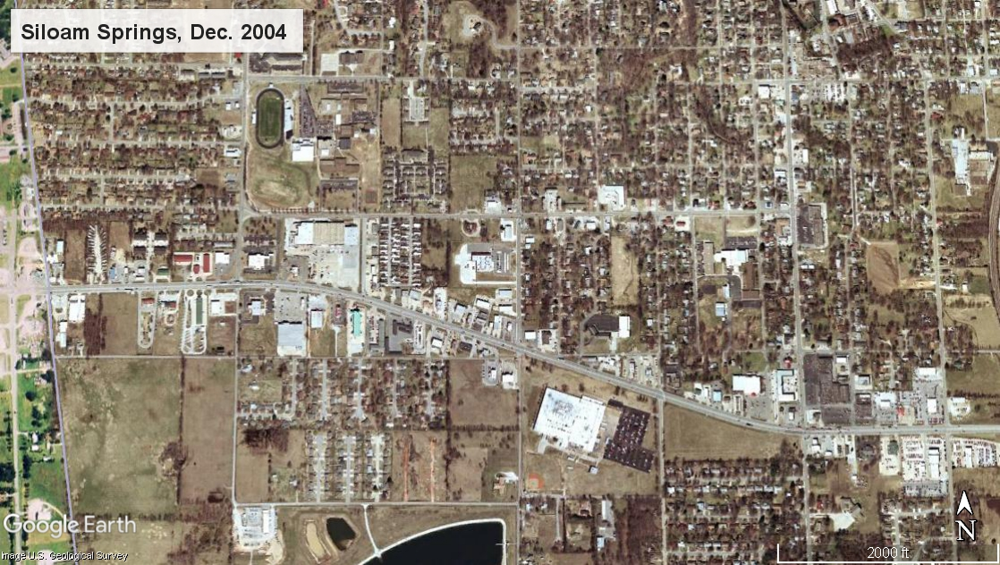 Siloam Springs, Dec. 2004
Google Earth
Image U.S. Geological Survey
N
2000 ft